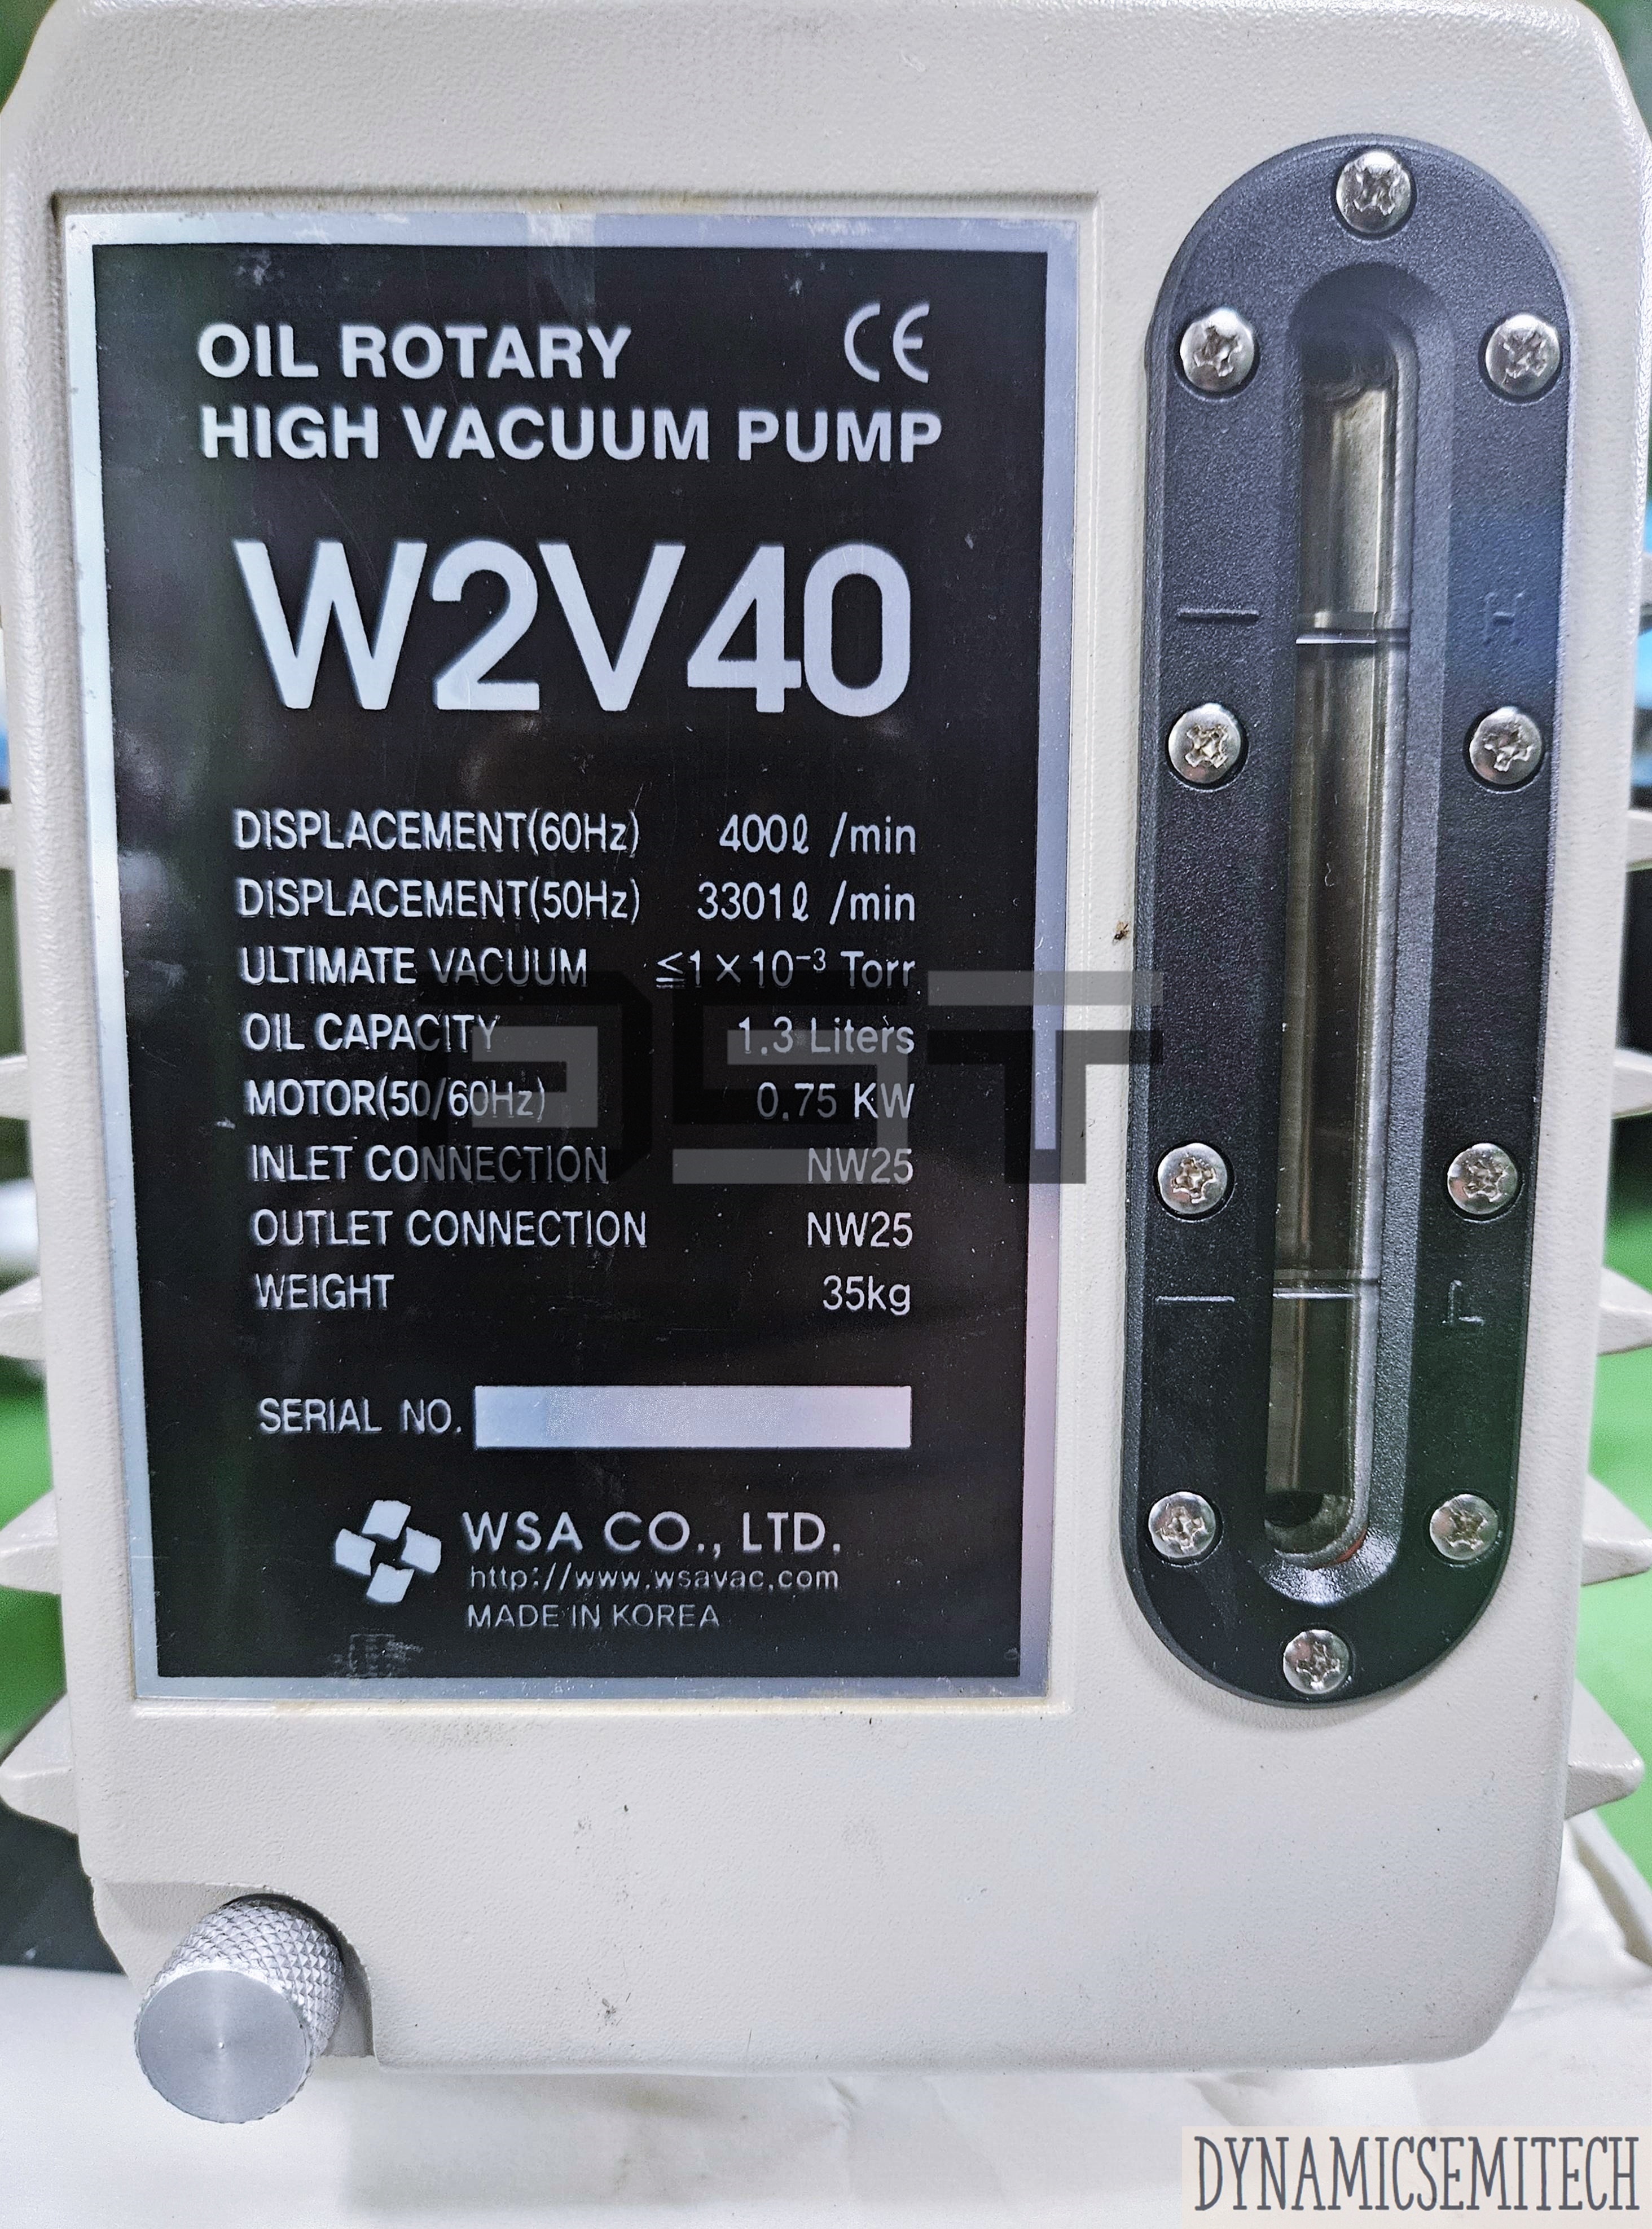 OIL ROTARY CE
HIGH VACUUM PUMP
W2V40
DISPLACEMENT(60Hz) 400ℓ /min
DISPLACEMENT(50Hz) 3301ℓ /min
ULTIMATE VACUUM ≦1×10⁻³ Torr
OIL CAPACITY 1.3 Liters
MOTOR(50/60Hz) 0.75 KW
INLET CONNECTION NW25
OUTLET CONNECTION NW25
WEIGHT 35kg
SERIAL NO.
WSA CO., LTD.
http://www.wsavac.com
MADE IN KOREA
H
L
DST
DYNAMICSEMITECH